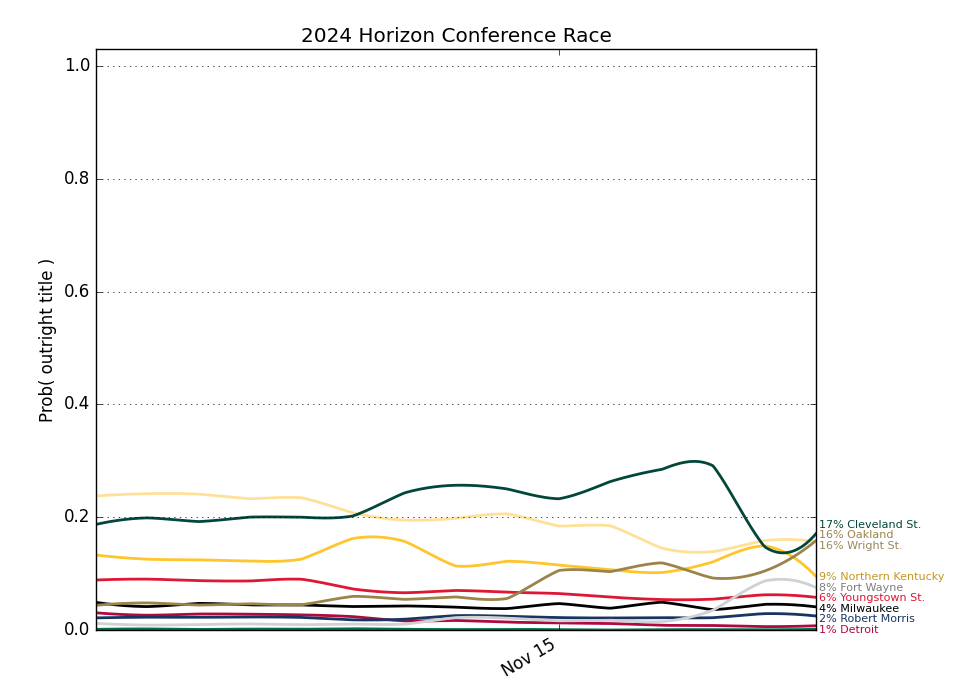 2024 Horizon Conference Race
1.0
0.8
0.6
0.4
0.2
0.0
Prob( outright title )
Nov 15
17% Cleveland St.
16% Oakland
16% Wright St.
9% Northern Kentucky
8% Fort Wayne
6% Youngstown St.
4% Milwaukee
2% Robert Morris
1% Detroit